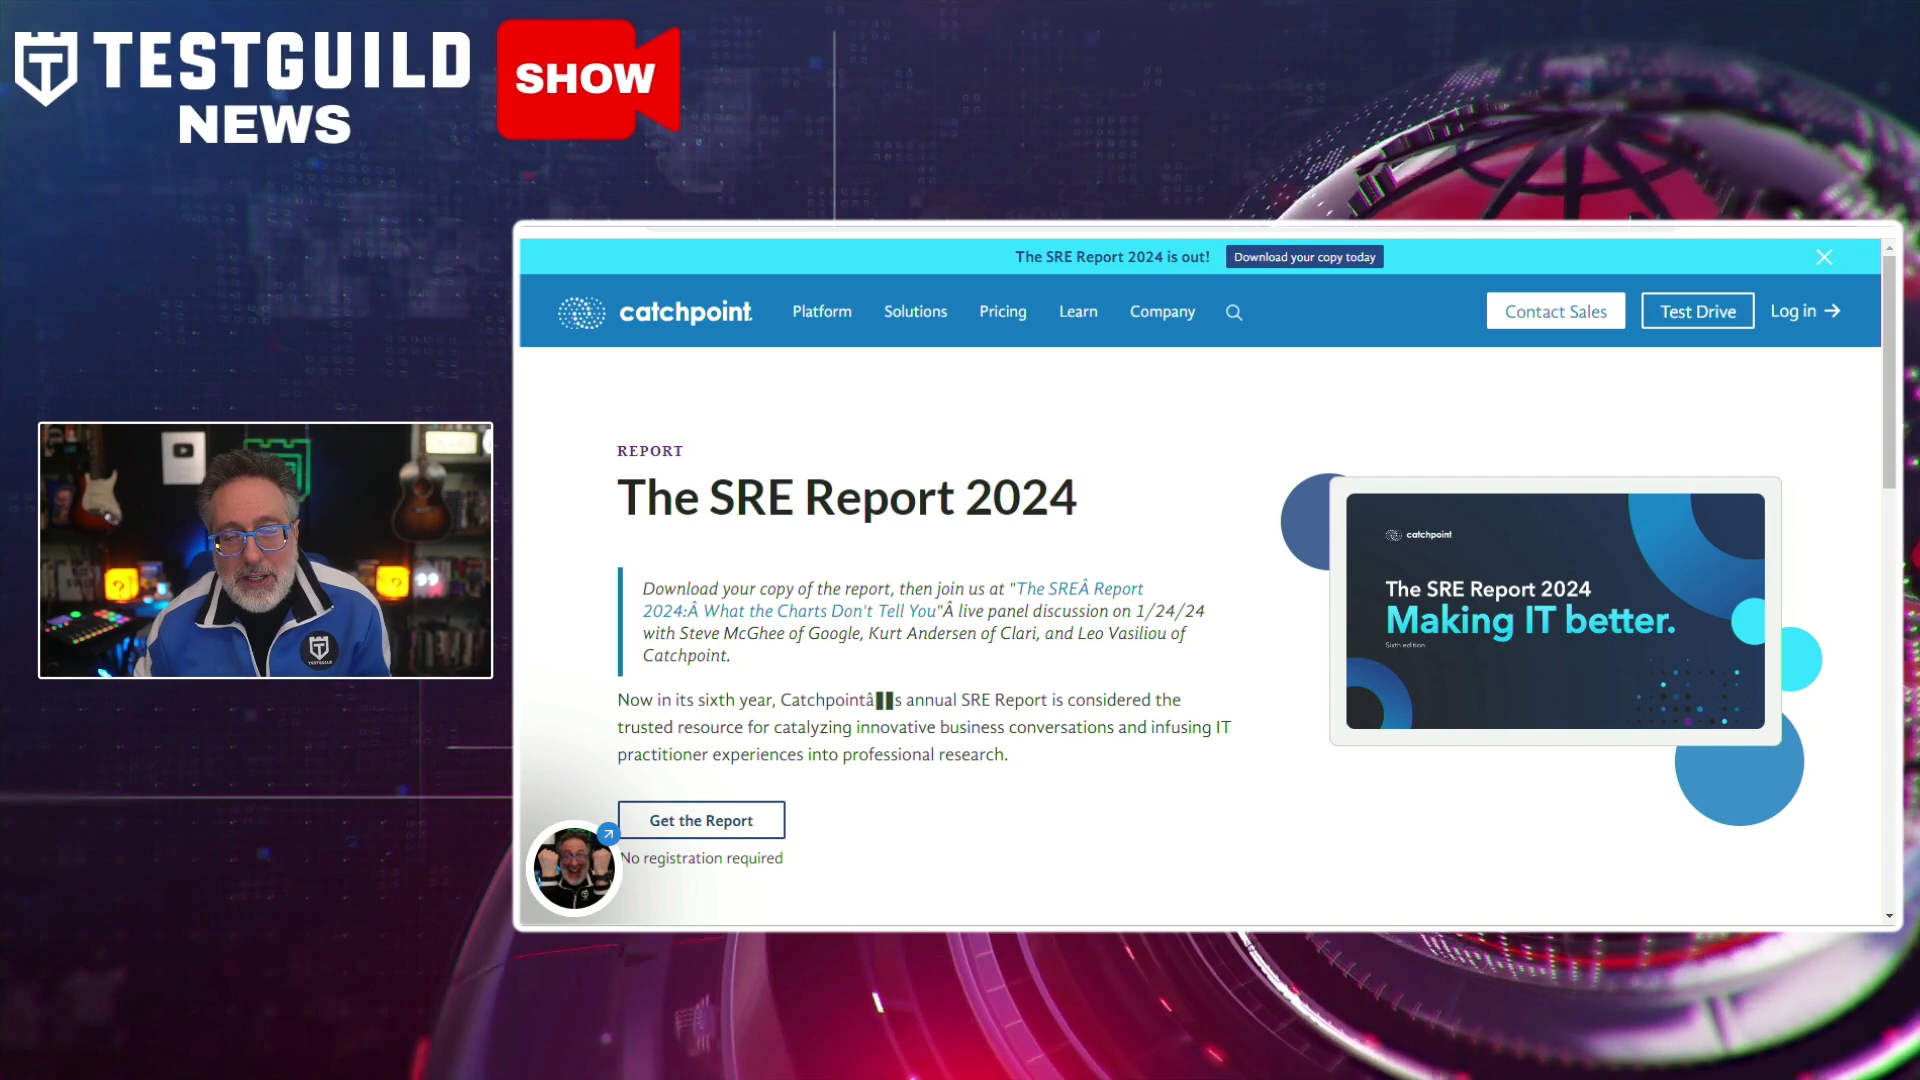 TESTGUILD
NEWS
SHOW
The SRE Report 2024 is out!
Download your copy today
catchpoint.
Platform
Solutions
Pricing
Learn
Company
Contact Sales
Test Drive
Log in →
REPORT
The SRE Report 2024
Download your copy of the report, then join us at "The SREÂ Report
2024:Â What the Charts Don't Tell You"Â live panel discussion on 1/24/24
with Steve McGhee of Google, Kurt Andersen of Clari, and Leo Vasiliou of
Catchpoint.
Now in its sixth year, Catchpointâ▮▮s annual SRE Report is considered the
trusted resource for catalyzing innovative business conversations and infusing IT
practitioner experiences into professional research.
Get the Report
No registration required
catchpoint
The SRE Report 2024
Making IT better.
Sixth edition
TESTGUILD